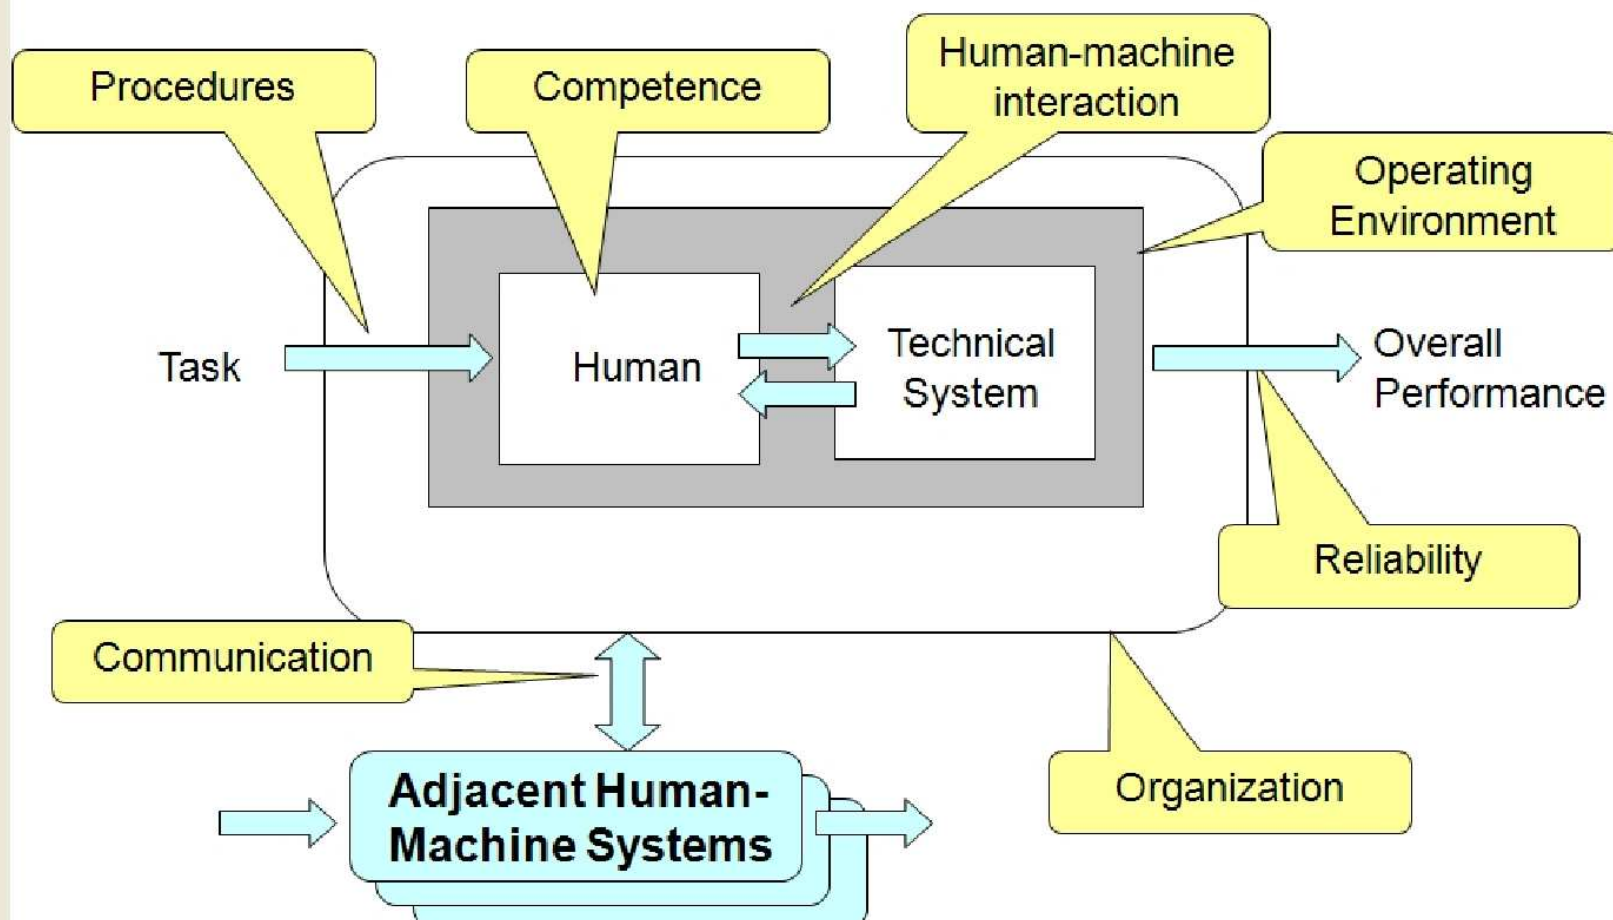 Procedures
Competence
Human-machine
interaction
Operating
Environment
Task
Human
Technical
System
Overall
Performance
Reliability
Communication
Adjacent Human-
Machine Systems
Organization